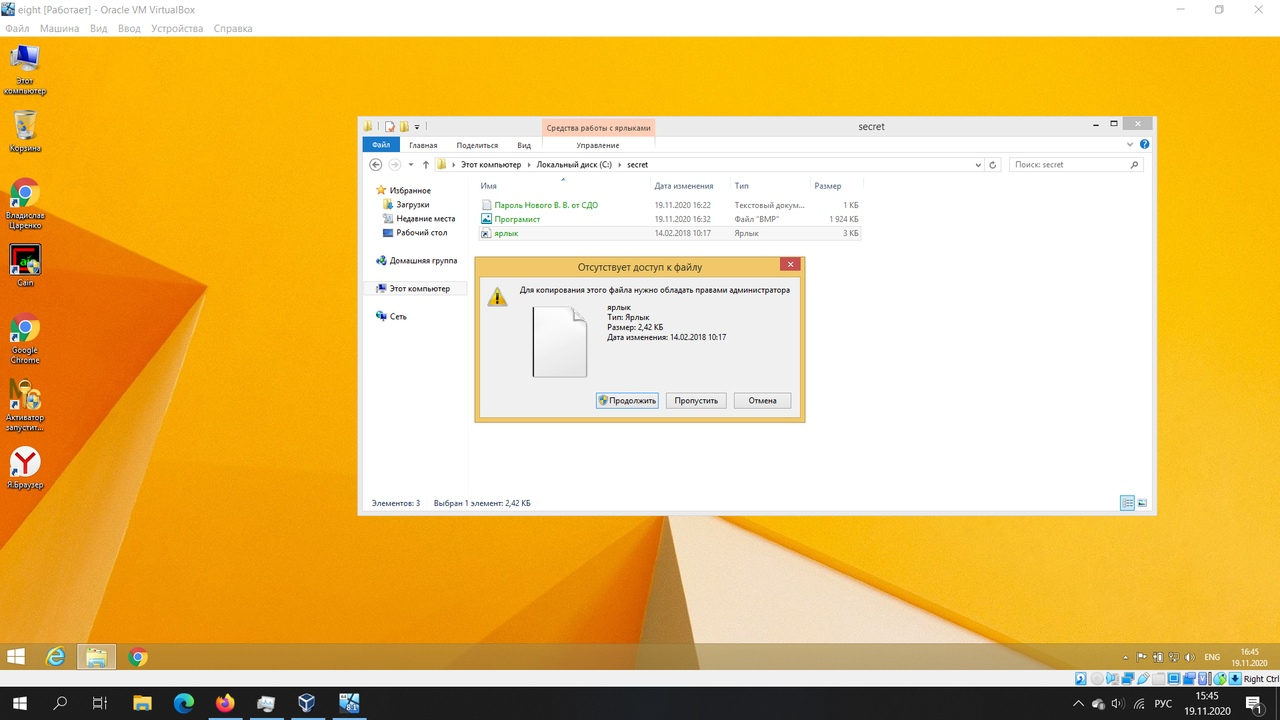 eight [Работает] - Oracle VM VirtualBox
Файл Машина Вид Ввод Устройства Справка
Этот компьютер
Корзина
Владислав Царенко
Cain
Google Chrome
Активатор запустит...
Я.Браузер
Средства работы с ярлыками
secret
Файл Главная Поделиться Вид Управление
Этот компьютер Локальный диск (C:) secret
Поиск: secret
Избранное
Загрузки
Недавние места
Рабочий стол
Домашняя группа
Этот компьютер
Сеть
Имя Дата изменения Тип Размер
Пароль Нового В. В. от СДО 19.11.2020 16:22 Текстовый докум... 1 КБ
Програмист 19.11.2020 16:32 Файл "BMP" 1 924 КБ
ярлык 14.02.2018 10:17 Ярлык 3 КБ
Отсутствует доступ к файлу
Для копирования этого файла нужно обладать правами администратора
ярлык
Тип: Ярлык
Размер: 2,42 КБ
Дата изменения: 14.02.2018 10:17
Продолжить Пропустить Отмена
Элементов: 3 Выбран 1 элемент: 2,42 КБ
ENG
16:45
19.11.2020
Right Ctrl
РУС
15:45
19.11.2020
1